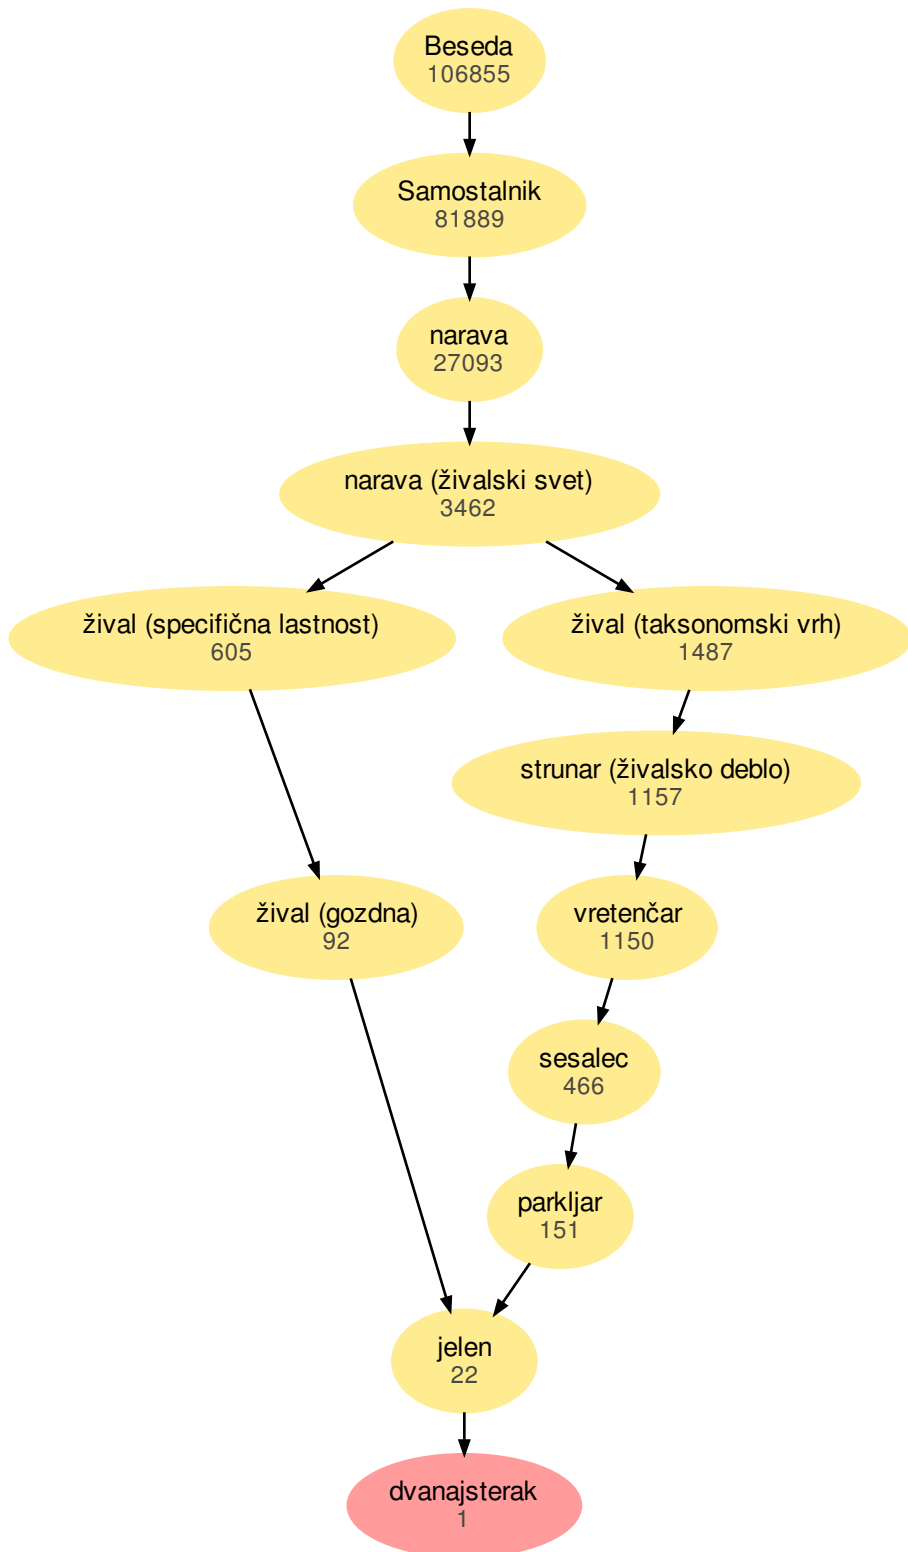 Beseda
106855
Samostalnik
81889
narava
27093
narava (živalski svet)
3462
žival (specifična lastnost)
605
žival (taksonomski vrh)
1487
strunar (živalsko deblo)
1157
žival (gozdna)
92
vretenčar
1150
sesalec
466
parkljar
151
jelen
22
dvanajsterak
1